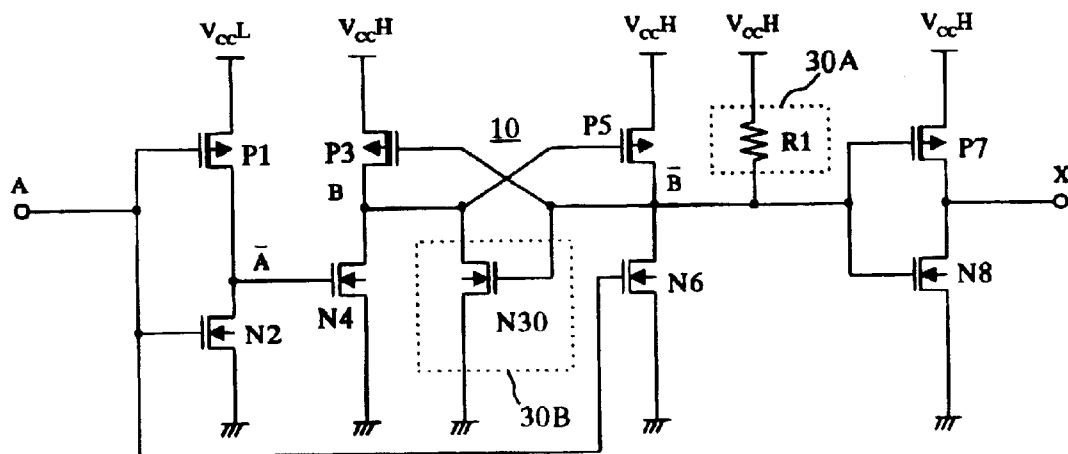 VccL
VccH
VccH
VccH
VccH
30A
10
P1
P3
P5
R1
P7
A
B
B̅
X
A̅
N2
N4
N30
N6
N8
30B